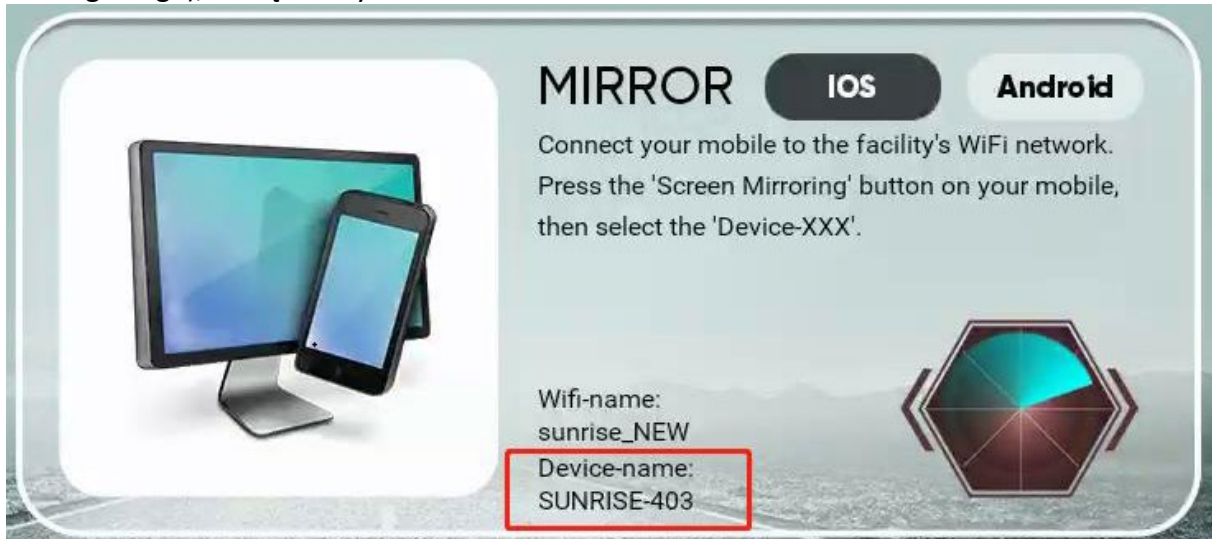 MIRROR IOS Android
Connect your mobile to the facility's WiFi network.
Press the 'Screen Mirroring' button on your mobile,
then select the 'Device-XXX'.
Wifi-name:
sunrise_NEW
Device-name:
SUNRISE-403